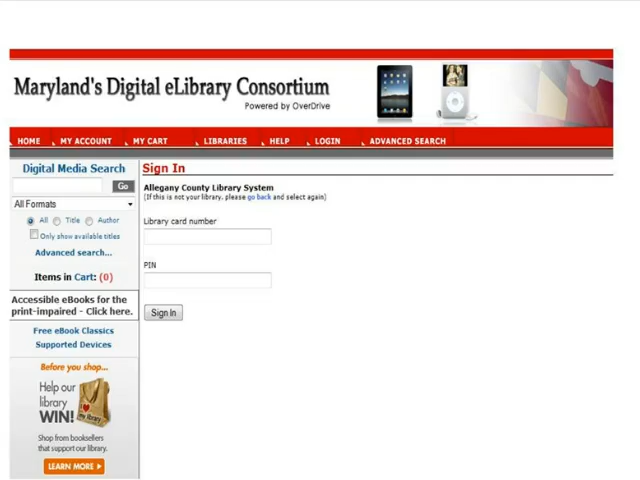 Maryland's Digital eLibrary Consortium
Powered by OverDrive
HOME MY ACCOUNT MY CART LIBRARIES HELP LOGIN ADVANCED SEARCH
Digital Media Search
Go
All Formats
All Title Author
Only show available titles
Advanced search...
Items in Cart: (0)
Accessible eBooks for the
print-impaired - Click here.
Free eBook Classics
Supported Devices
Before you shop...
Help our
library
WIN!
I ♥
my library
Shop from booksellers
that support our library.
LEARN MORE
Sign In
Allegany County Library System
(If this is not your library, please go back and select again)
Library card number
PIN
Sign In